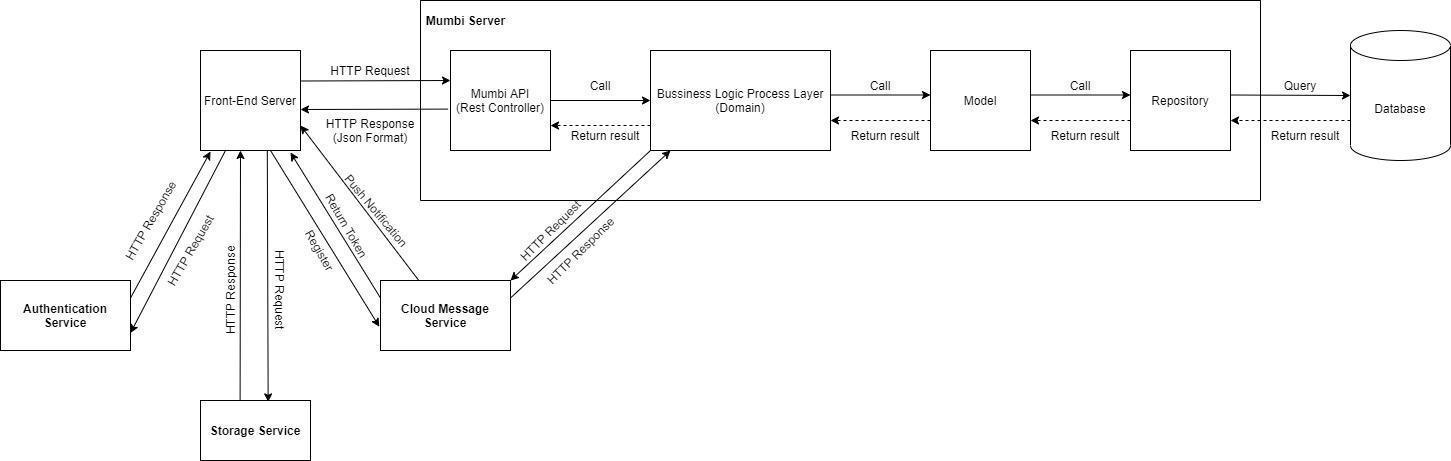 Mumbi Server
Front-End Server
HTTP Request
HTTP Response
(Json Format)
Mumbi API
(Rest Controller)
Call
Return result
Bussiness Logic Process Layer
(Domain)
Call
Return result
Model
Call
Return result
Repository
Query
Return result
Database
HTTP Response
HTTP Request
HTTP Response
HTTP Request
Register
Return Token
Push Notification
HTTP Request
HTTP Response
Authentication
Service
Cloud Message
Service
Storage Service